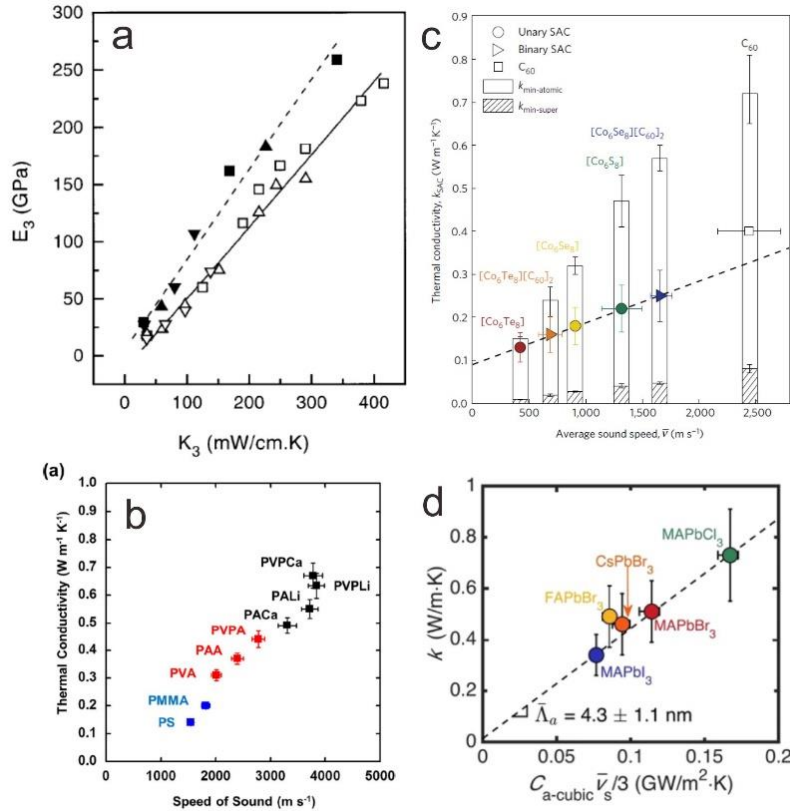 a
E₃ (GPa)
300
250
200
150
100
50
0
0
100
200
300
400
K₃ / mW/cm.K
c
Thermal conductivity, kSAC (W m⁻¹ K⁻¹)
0.9
0.8
0.7
0.6
0.5
0.4
0.3
0.2
0.1
0.0
Unary SAC
Binary SAC
C₆₀
kmin-atomic
kmin-super
C₆₀
[Co₆Se₈][C₆₀]₂
[Co₆S₈]
[Co₆Se₈]
[Co₆Te₈][C₆₀]₂
[Co₆Te₈]
0
500
1,000
1,500
2,000
2,500
Average sound speed, v̄ (m s⁻¹)
(a)
b
Thermal Conductivity (W m⁻¹ K⁻¹)
1.0
0.9
0.8
0.7
0.6
0.5
0.4
0.3
0.2
0.1
0.0
PVPCa
PVPLi
PALi
PACa
PVPA
PAA
PVA
PMMA
PS
0
1000
2000
3000
4000
5000
Speed of Sound (m s⁻¹)
d
k (W/m·K)
1
0.8
0.6
0.4
0.2
0
MAPbCl₃
CsPbBr₃
FAPbBr₃
MAPbBr₃
MAPbI₃
Λ̄ₐ = 4.3 ± 1.1 nm
0
0.05
0.1
0.15
0.2
Ca-cubic v̄s/3 (GW/m²·K)